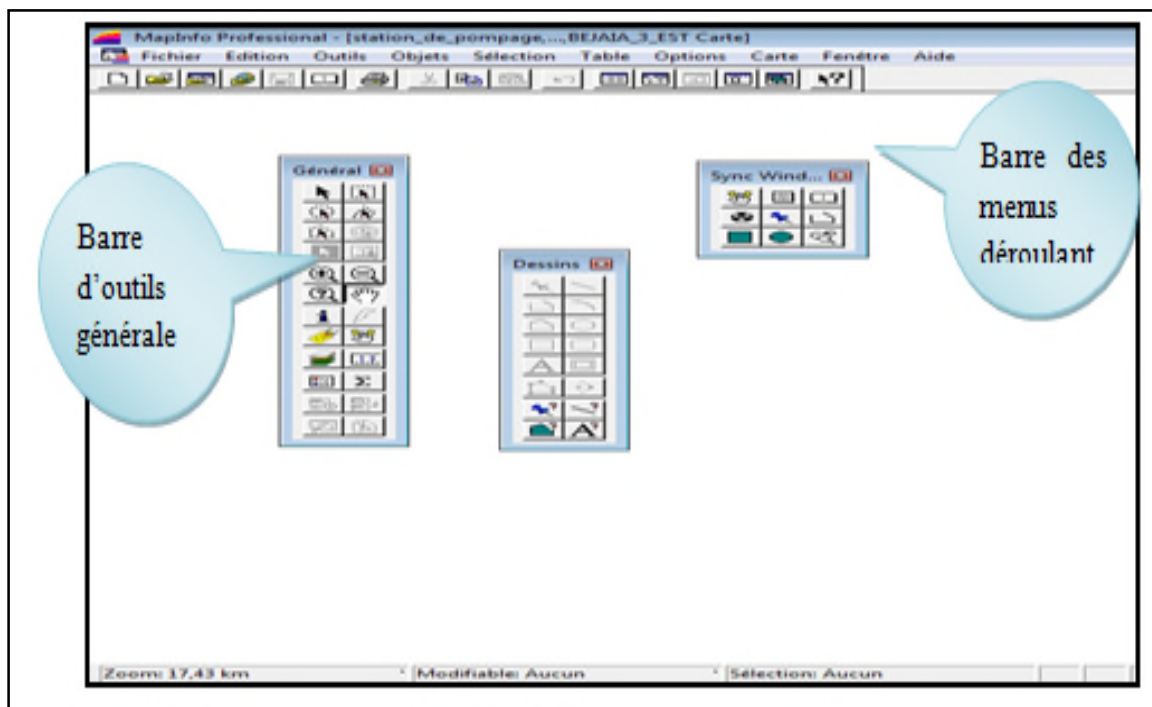 MapInfo Professional - [station_de_pompage,...,BEJAIA_3_EST Carte]
Fichier Edition Outils Objets Sélection Table Options Carte Fenêtre Aide
Général
Sync Wind...
Dessins
Barre
d'outils
générale
Barre des
menus
déroulant
Zoom: 17,43 km Modifiable: Aucun Sélection: Aucun